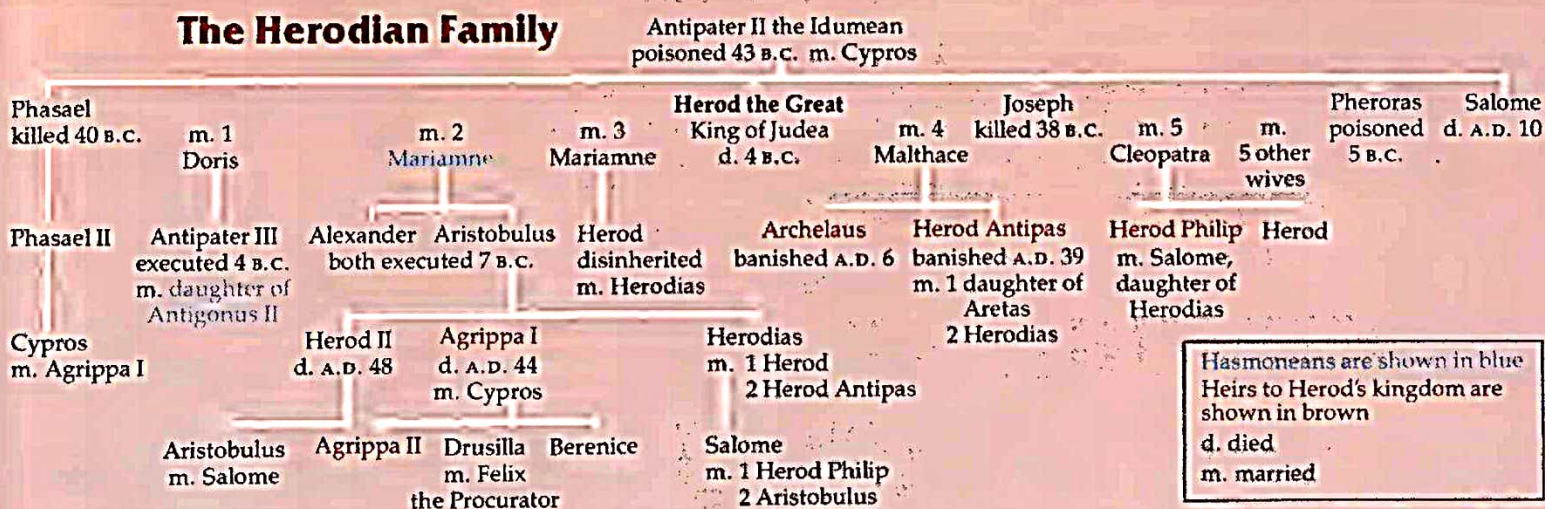 The Herodian Family
Antipater II the Idumean
poisoned 43 B.C. m. Cypros
Phasael
killed 40 B.C.
m. 1
Doris
m. 2
Mariamne
m. 3
Mariamne
Herod the Great
King of Judea
d. 4 B.C.
m. 4
Malthace
Joseph
killed 38 B.C.
m. 5
Cleopatra
m.
5 other
wives
Pheroras
poisoned
5 B.C.
Salome
d. A.D. 10
Phasael II
Antipater III
executed 4 B.C.
m. daughter of
Antigonus II
Alexander Aristobulus
both executed 7 B.C.
Herod
disinherited
m. Herodias
Archelaus
banished A.D. 6
Herod Antipas
banished A.D. 39
m. 1 daughter of
Aretas
2 Herodias
Herod Philip
m. Salome,
daughter of
Herodias
Herod
Cypros
m. Agrippa I
Herod II
d. A.D. 48
Agrippa I
d. A.D. 44
m. Cypros
Herodias
m. 1 Herod
2 Herod Antipas
Aristobulus
m. Salome
Agrippa II
Drusilla
m. Felix
the Procurator
Berenice
Salome
m. 1 Herod Philip
2 Aristobulus
Hasmoneans are shown in blue
Heirs to Herod's kingdom are
shown in brown
d. died
m. married